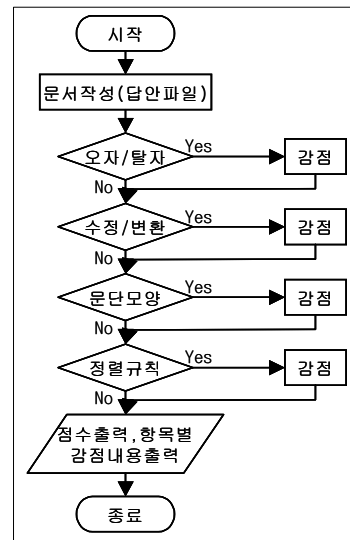 시작
문서작성(답안파일)
오자/탈자
Yes
감점
No
수정/변환
Yes
감점
No
문단모양
Yes
감점
No
정렬규칙
Yes
감점
No
점수출력,항목별
감점내용출력
종료